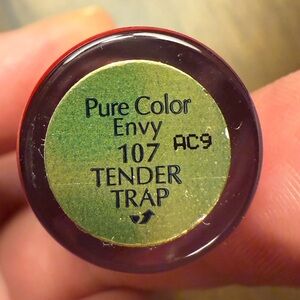 Pure Color
Envy
107 AC9
TENDER
TRAP